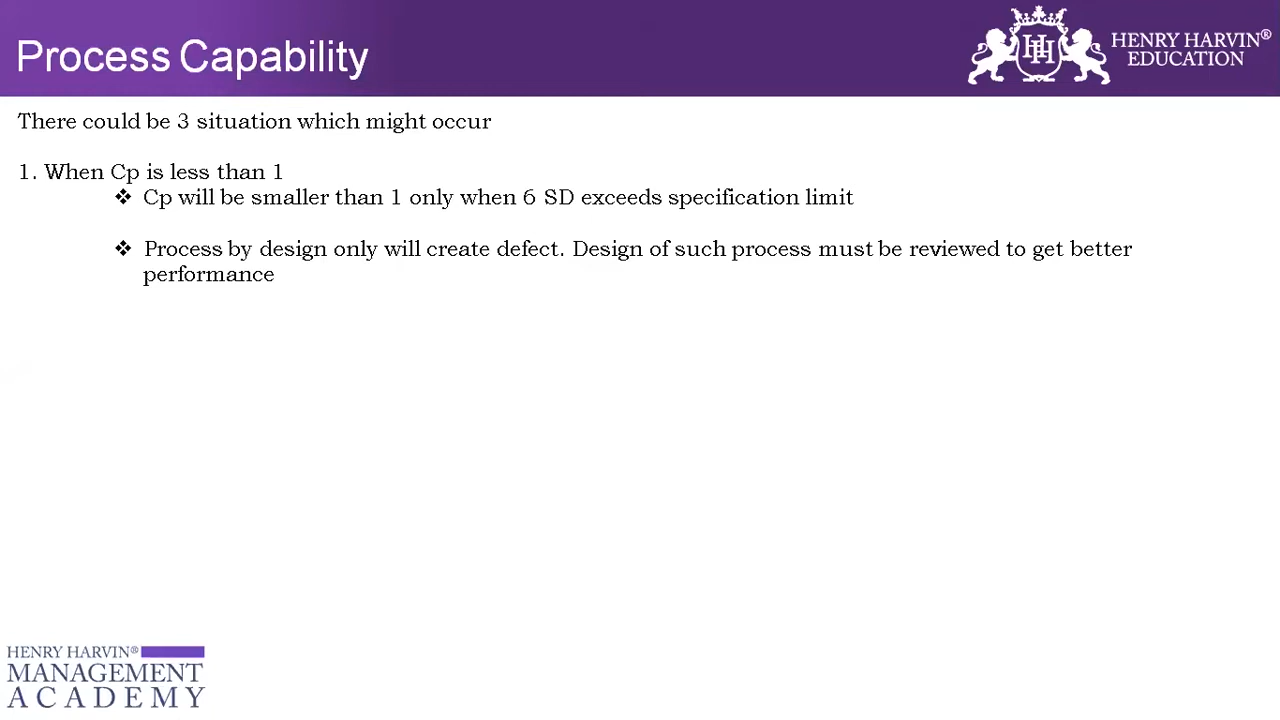 Process Capability
HENRY HARVIN®
EDUCATION
There could be 3 situation which might occur
1. When Cp is less than 1
❖ Cp will be smaller than 1 only when 6 SD exceeds specification limit
❖ Process by design only will create defect. Design of such process must be reviewed to get better
performance
HENRY HARVIN®
MANAGEMENT
ACADEMY